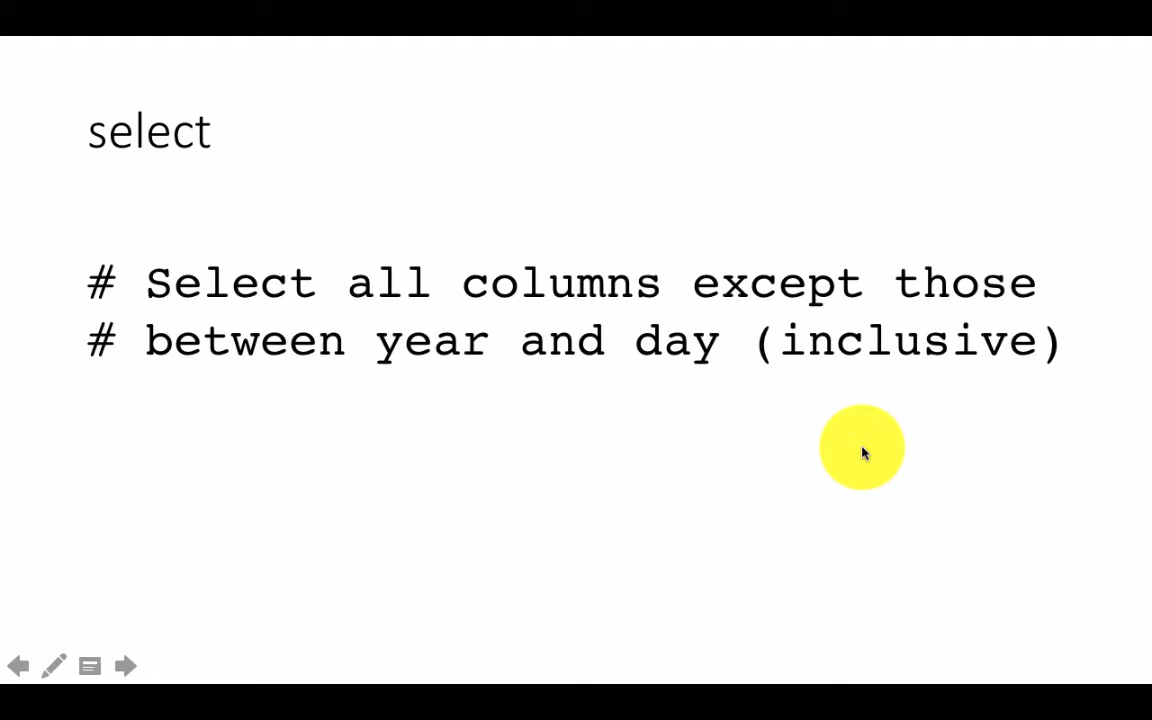 select
# Select all columns except those
# between year and day (inclusive)